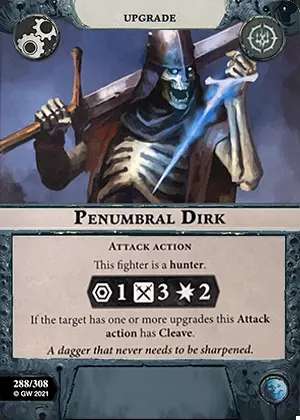 UPGRADE
PENUMBRAL DIRK
ATTACK ACTION
This fighter is a hunter.
1 3 2
If the target has one or more upgrades this Attack
action has Cleave.
A dagger that never needs to be sharpened.
288/308
© GW 2021